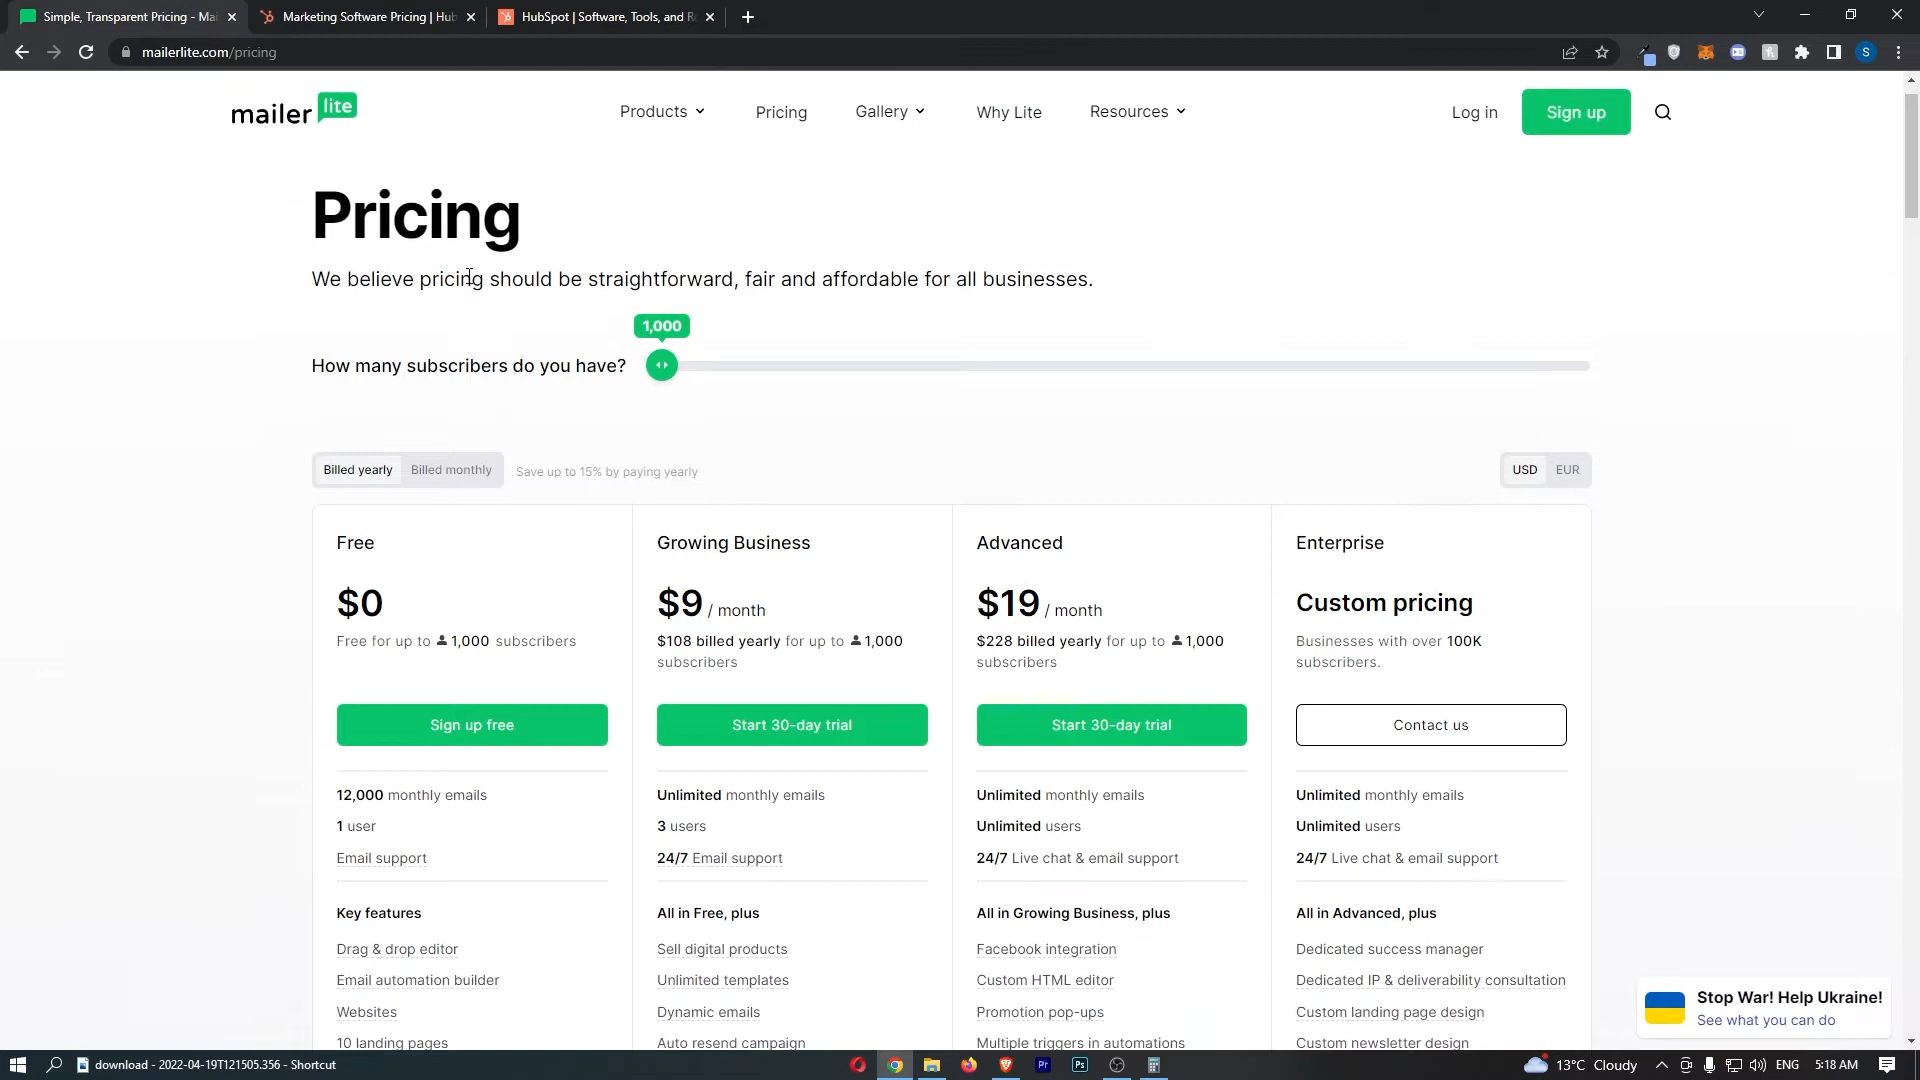 Simple, Transparent Pricing - Mai
Marketing Software Pricing | Hub
HubSpot | Software, Tools, and Re
mailerlite.com/pricing
S
mailer lite
Products
Pricing
Gallery
Why Lite
Resources
Log in
Sign up
Pricing
We believe pricing should be straightforward, fair and affordable for all businesses.
1,000
How many subscribers do you have?
Billed yearly
Billed monthly
Save up to 15% by paying yearly
USD
EUR
Free
$0
Free for up to 1,000 subscribers
Sign up free
12,000 monthly emails
1 user
Email support
Key features
Drag & drop editor
Email automation builder
Websites
10 landing pages
Growing Business
$9 / month
$108 billed yearly for up to 1,000
subscribers
Start 30-day trial
Unlimited monthly emails
3 users
24/7 Email support
All in Free, plus
Sell digital products
Unlimited templates
Dynamic emails
Auto resend campaign
Advanced
$19 / month
$228 billed yearly for up to 1,000
subscribers
Start 30-day trial
Unlimited monthly emails
Unlimited users
24/7 Live chat & email support
All in Growing Business, plus
Facebook integration
Custom HTML editor
Promotion pop-ups
Multiple triggers in automations
Enterprise
Custom pricing
Businesses with over 100K
subscribers.
Contact us
Unlimited monthly emails
Unlimited users
24/7 Live chat & email support
All in Advanced, plus
Dedicated success manager
Dedicated IP & deliverability consultation
Custom landing page design
Custom newsletter design
Stop War! Help Ukraine!
See what you can do
download - 2022-04-19T121505.356 - Shortcut
Pr
Ps
13°C Cloudy
ENG
5:18 AM